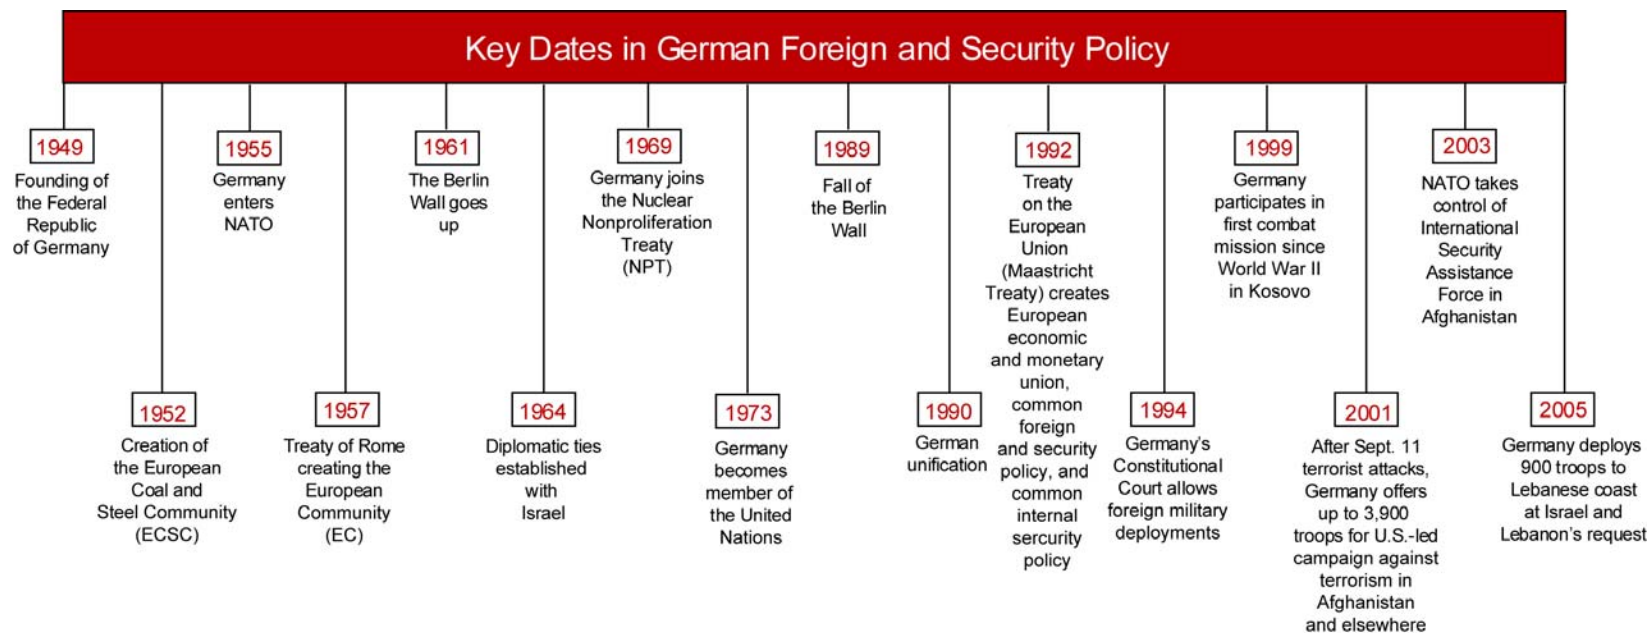 Key Dates in German Foreign and Security Policy
1949
Founding of
the Federal
Republic
of Germany
1952
Creation of
the European
Coal and
Steel Community
(ECSC)
1955
Germany
enters
NATO
1957
Treaty of Rome
creating the
European
Community
(EC)
1961
The Berlin
Wall goes
up
1964
Diplomatic ties
established
with
Israel
1969
Germany joins
the Nuclear
Nonproliferation
Treaty
(NPT)
1973
Germany
becomes
member of
the United
Nations
1989
Fall of
the Berlin
Wall
1990
German
unification
1992
Treaty
on the
European
Union
(Maastricht
Treaty) creates
European
economic
and monetary
union,
common
foreign
and security
policy, and
common
internal
sercurity
policy
1994
Germany's
Constitutional
Court allows
foreign military
deployments
1999
Germany
participates in
first combat
mission since
World War II
in Kosovo
2001
After Sept. 11
terrorist attacks,
Germany offers
up to 3,900
troops for U.S.-led
campaign against
terrorism in
Afghanistan
and elsewhere
2003
NATO takes
control of
International
Security
Assistance
Force in
Afghanistan
2005
Germany deploys
900 troops to
Lebanese coast
at Israel and
Lebanon's request